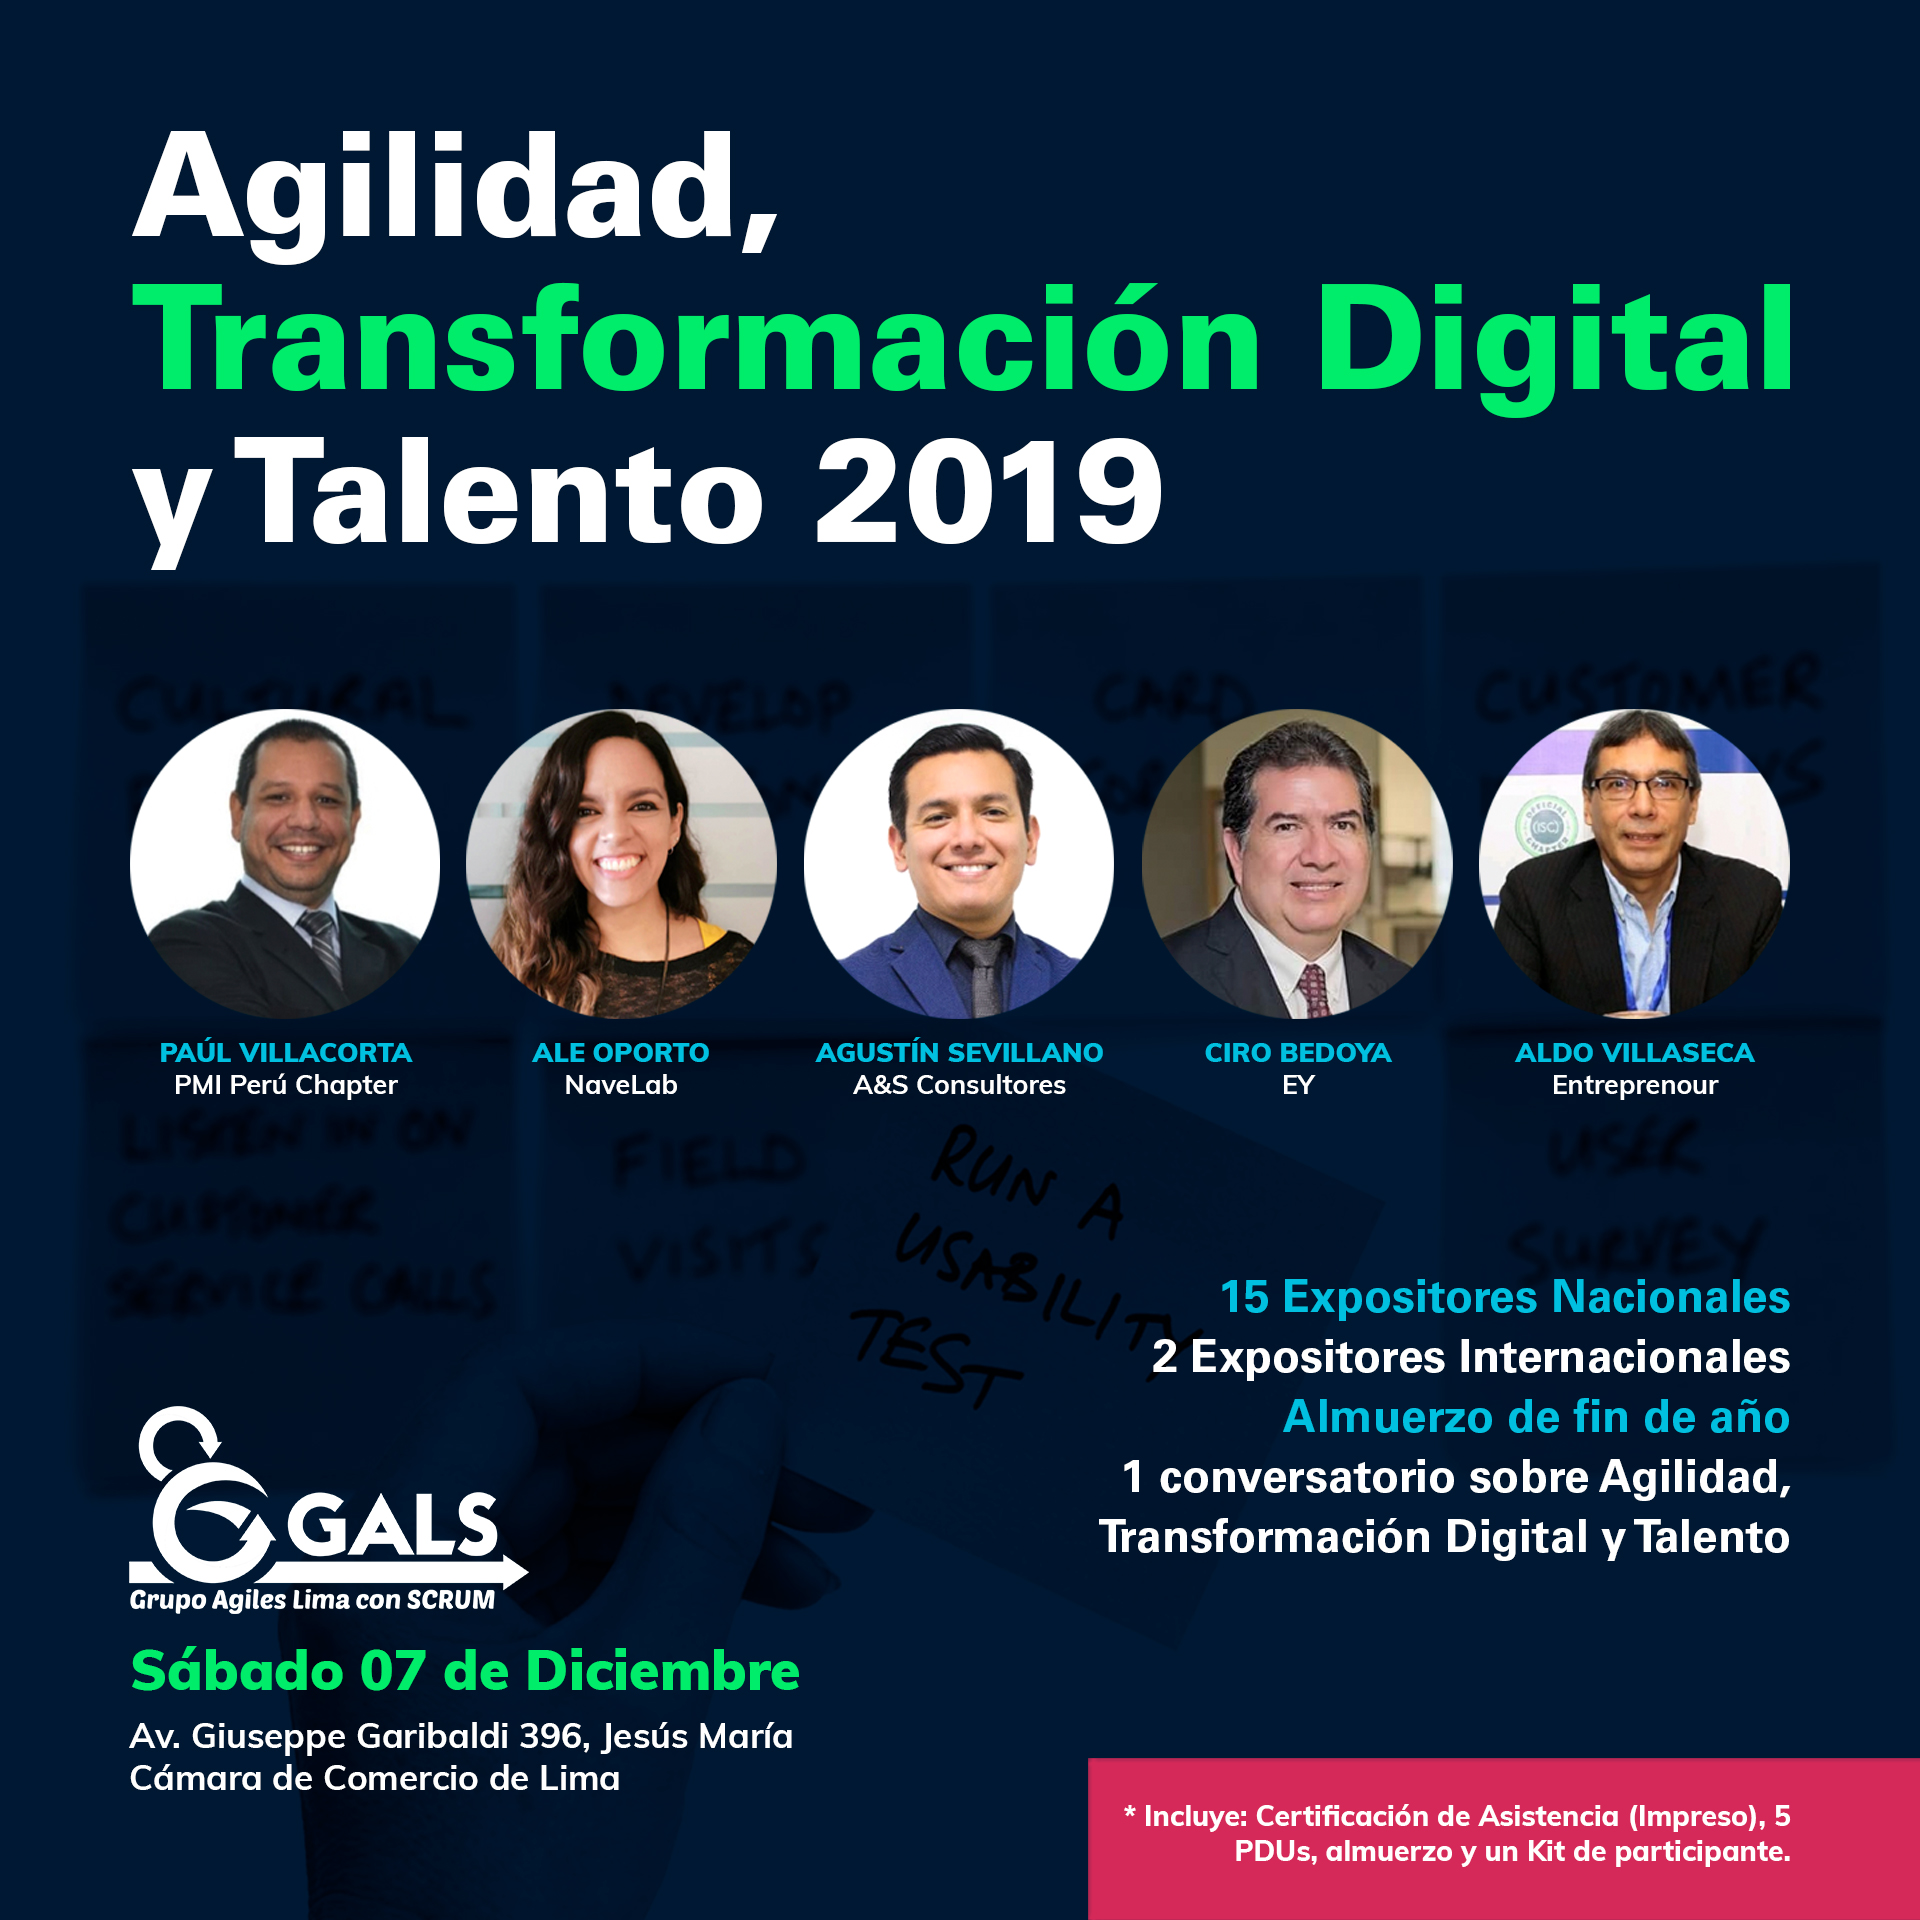 Agilidad,
Transformación Digital
y Talento 2019
CULTURAL
DEVELOP
CARD
CUSTOMER
OFFICIAL
(ISC)
CHAPTER
PAÚL VILLACORTA
PMI Perú Chapter
ALE OPORTO
NaveLab
AGUSTÍN SEVILLANO
A&S Consultores
CIRO BEDOYA
EY
ALDO VILLASECA
Entreprenour
LISTEN IN ON
CUSTOMER
SERVICE CALLS
FIELD
VISITS
RUN A
USABILITY
TEST
USER
SURVEY
15 Expositores Nacionales
2 Expositores Internacionales
Almuerzo de fin de año
1 conversatorio sobre Agilidad,
Transformación Digital y Talento
GALS
Grupo Agiles Lima con SCRUM
Sábado 07 de Diciembre
Av. Giuseppe Garibaldi 396, Jesús María
Cámara de Comercio de Lima
* Incluye: Certificación de Asistencia (Impreso), 5
PDUs, almuerzo y un Kit de participante.